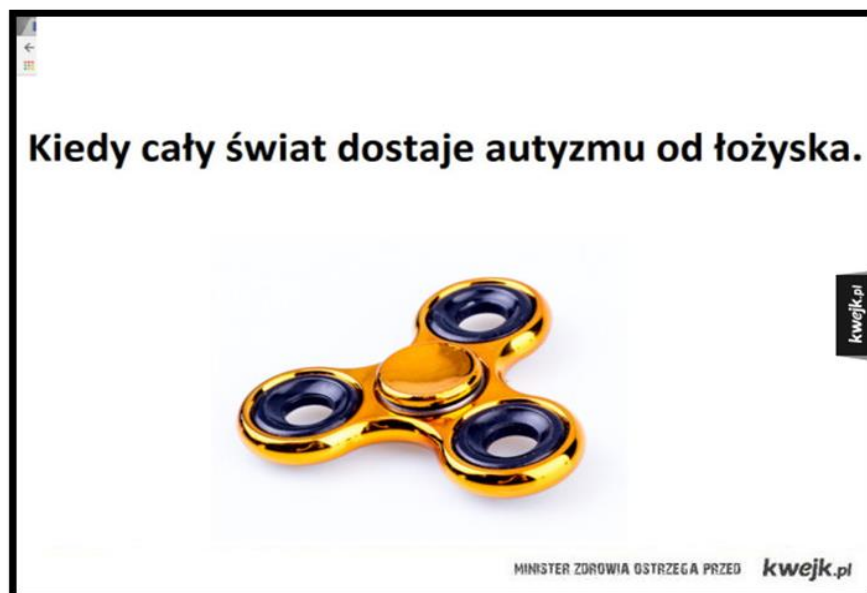 Kiedy cały świat dostaje autyzmu od łożyska.
kwejk.pl
MINISTER ZDROWIA OSTRZEGA PRZED kwejk.pl